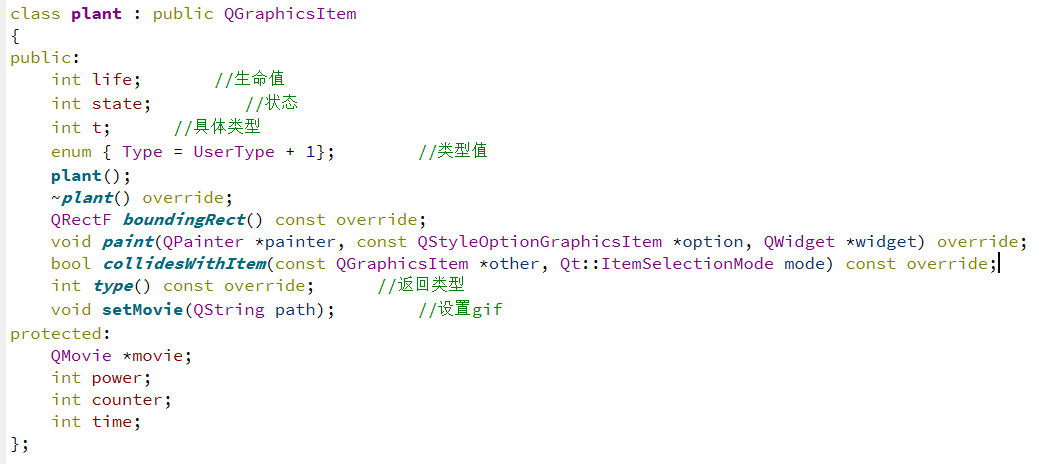 class plant : public QGraphicsItem
{
public:
    int life;       //生命值
    int state;         //状态
    int t;      //具体类型
    enum { Type = UserType + 1};        //类型值
    plant();
    ~plant() override;
    QRectF boundingRect() const override;
    void paint(QPainter *painter, const QStyleOptionGraphicsItem *option, QWidget *widget) override;
    bool collidesWithItem(const QGraphicsItem *other, Qt::ItemSelectionMode mode) const override;
    int type() const override;      //返回类型
    void setMovie(QString path);        //设置gif
protected:
    QMovie *movie;
    int power;
    int counter;
    int time;
};